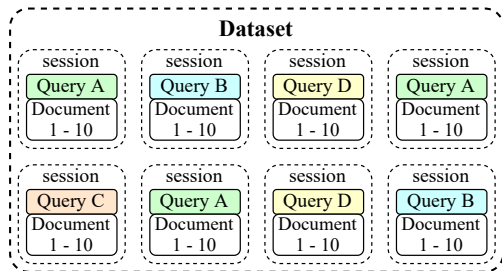 Dataset
session
Query A
Document
1 - 10
session
Query B
Document
1 - 10
session
Query D
Document
1 - 10
session
Query A
Document
1 - 10
session
Query C
Document
1 - 10
session
Query A
Document
1 - 10
session
Query D
Document
1 - 10
session
Query B
Document
1 - 10